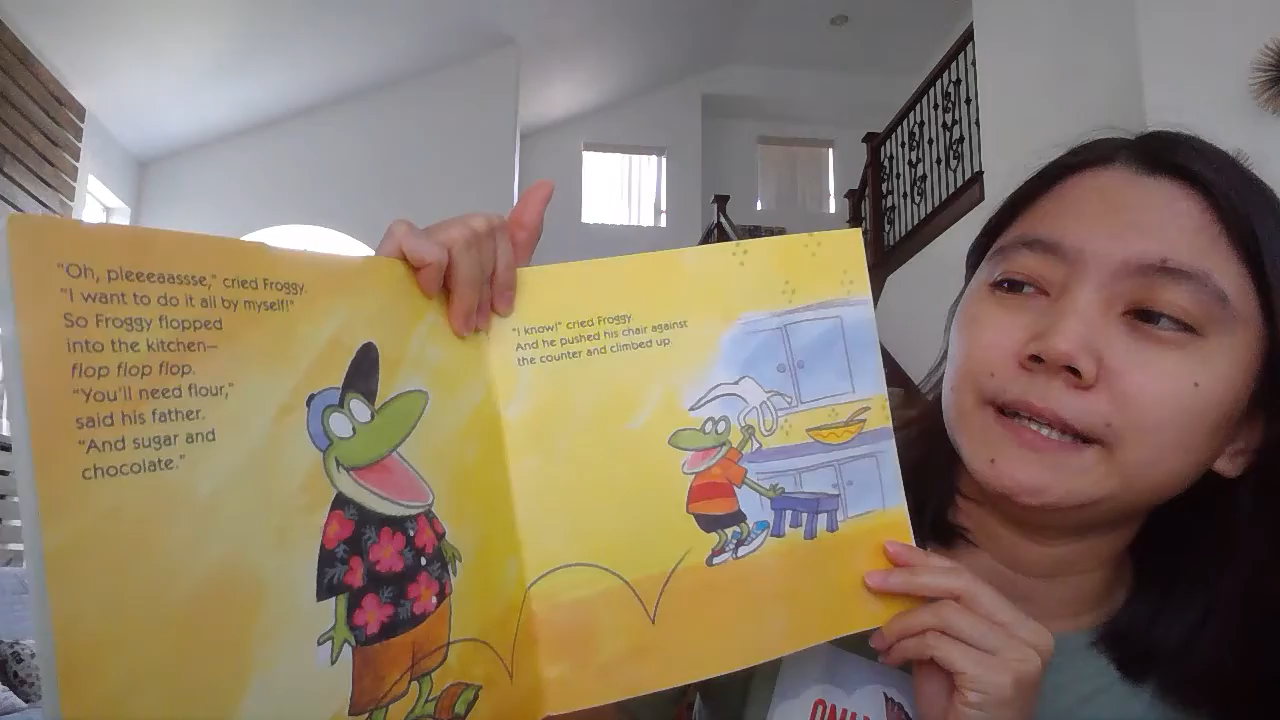 "Oh, pleeeaassse," cried Froggy.
"I want to do it all by myself!"
So Froggy flopped
into the kitchen—
flop flop flop.
"You'll need flour,"
said his father.
"And sugar and
chocolate."
"I know!" cried Froggy.
And he pushed his chair against
the counter and climbed up.